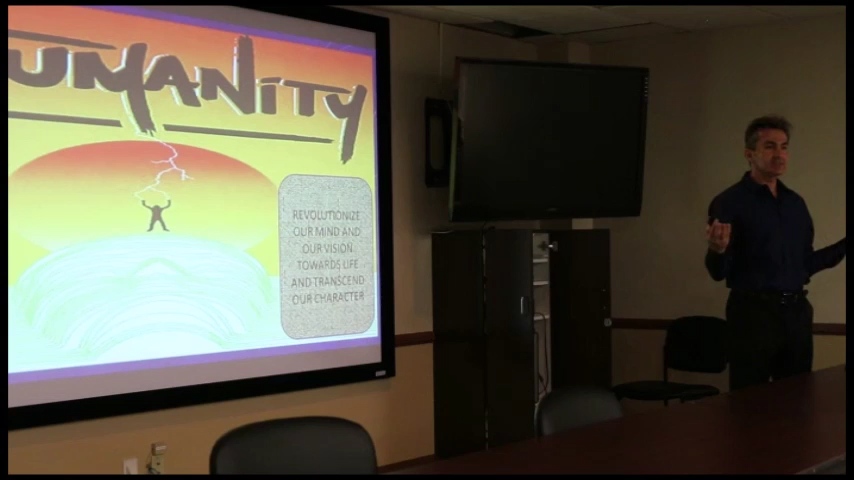 UMANITY
REVOLUTIONIZE
OUR MIND AND
OUR VISION
TOWARDS LIFE
AND TRANSCEND
OUR CHARACTER